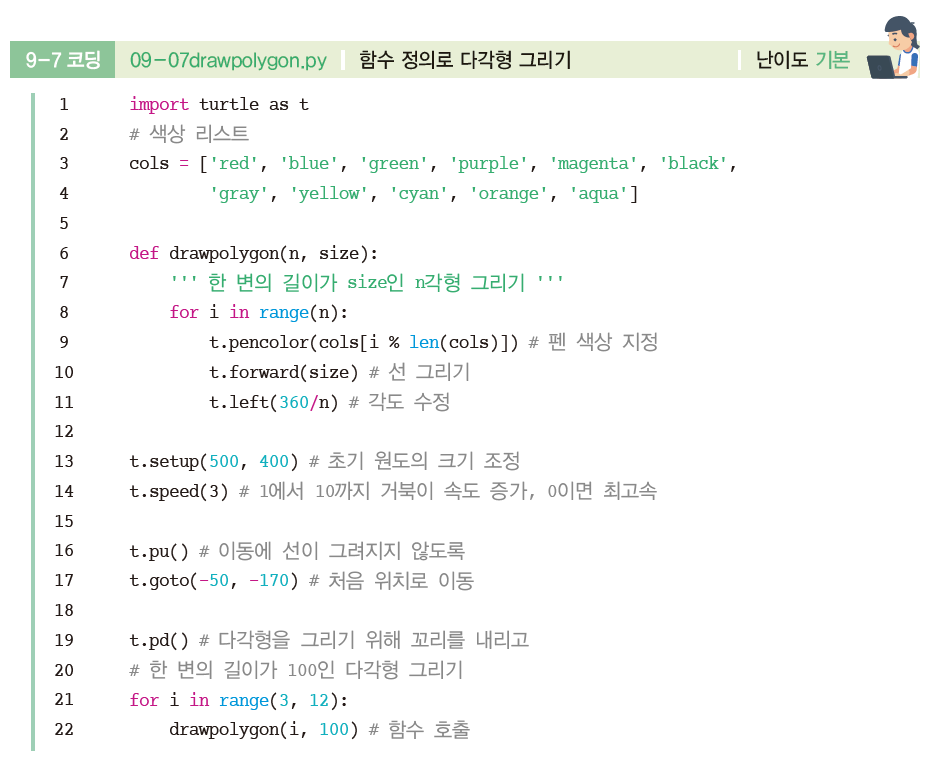 9-7 코딩 09-07drawpolygon.py 함수 정의로 다각형 그리기 난이도 기본
1 import turtle as t
2 # 색상 리스트
3 cols = ['red', 'blue', 'green', 'purple', 'magenta', 'black',
4 'gray', 'yellow', 'cyan', 'orange', 'aqua']
5
6 def drawpolygon(n, size):
7 ''' 한 변의 길이가 size인 n각형 그리기 '''
8 for i in range(n):
9 t.pencolor(cols[i % len(cols)]) # 펜 색상 지정
10 t.forward(size) # 선 그리기
11 t.left(360/n) # 각도 수정
12
13 t.setup(500, 400) # 초기 원도의 크기 조정
14 t.speed(3) # 1에서 10까지 거북이 속도 증가, 0이면 최고속
15
16 t.pu() # 이동에 선이 그려지지 않도록
17 t.goto(-50, -170) # 처음 위치로 이동
18
19 t.pd() # 다각형을 그리기 위해 꼬리를 내리고
20 # 한 변의 길이가 100인 다각형 그리기
21 for i in range(3, 12):
22 drawpolygon(i, 100) # 함수 호출